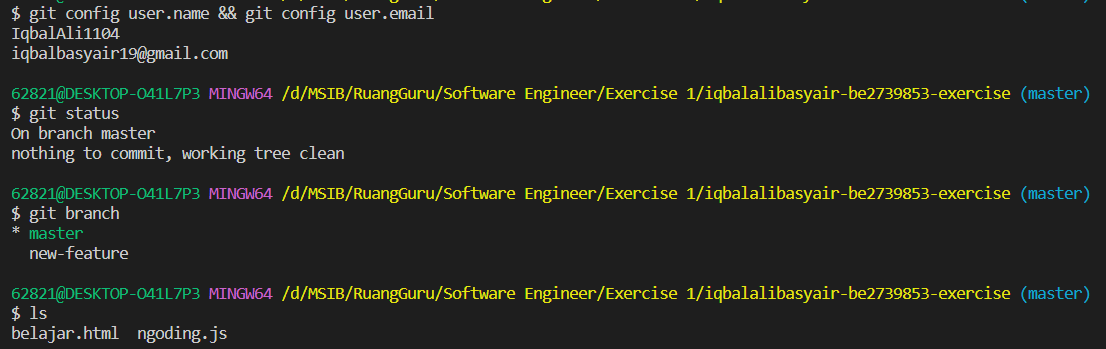 $ git config user.name && git config user.email
IqbalAli1104
iqbalbasyair19@gmail.com
62821@DESKTOP-O41L7P3 MINGW64 /d/MSIB/RuangGuru/Software Engineer/Exercise 1/iqbalalibasyair-be2739853-exercise (master)
$ git status
On branch master
nothing to commit, working tree clean
62821@DESKTOP-O41L7P3 MINGW64 /d/MSIB/RuangGuru/Software Engineer/Exercise 1/iqbalalibasyair-be2739853-exercise (master)
$ git branch
* master
  new-feature
62821@DESKTOP-O41L7P3 MINGW64 /d/MSIB/RuangGuru/Software Engineer/Exercise 1/iqbalalibasyair-be2739853-exercise (master)
$ ls
belajar.html  ngoding.js